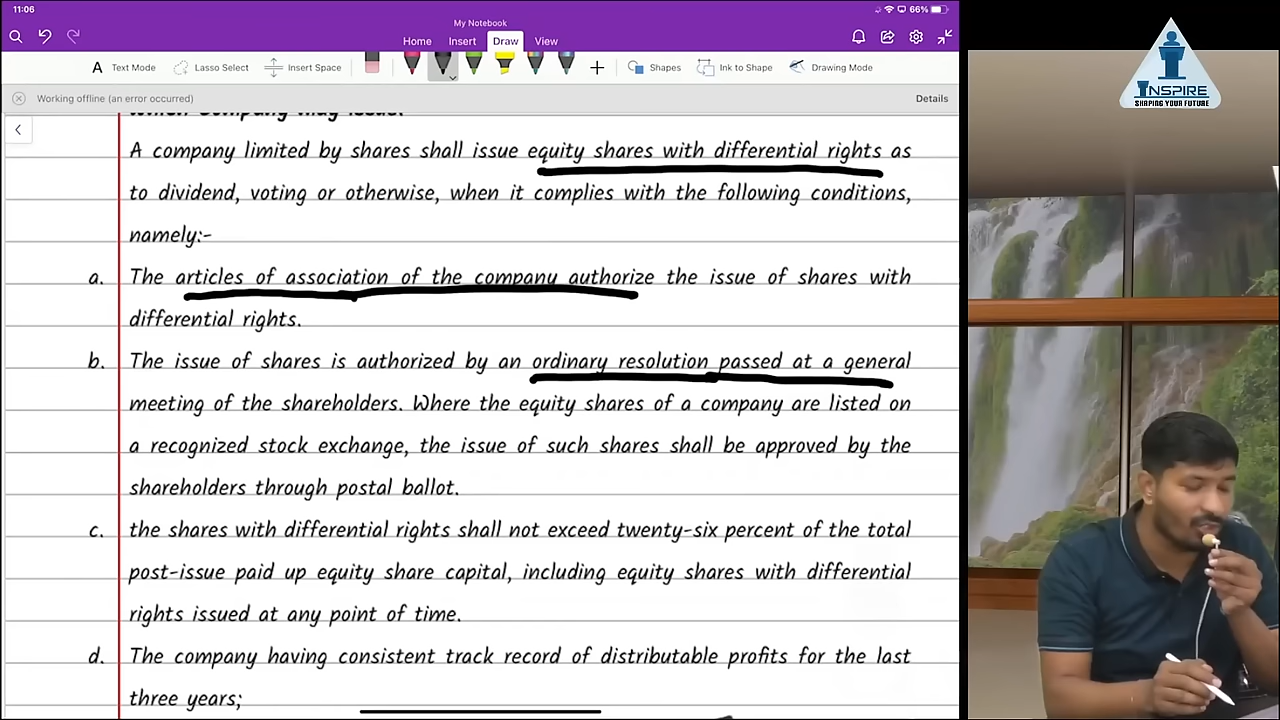 11:06
66%
My Notebook
Home Insert Draw View
Text Mode Lasso Select Insert Space Shapes Ink to Shape Drawing Mode
Working offline (an error occurred) Details
which Company may issue:
A company limited by shares shall issue equity shares with differential rights as
to dividend, voting or otherwise, when it complies with the following conditions,
namely:-
a. The articles of association of the company authorize the issue of shares with
differential rights.
b. The issue of shares is authorized by an ordinary resolution passed at a general
meeting of the shareholders. Where the equity shares of a company are listed on
a recognized stock exchange, the issue of such shares shall be approved by the
shareholders through postal ballot.
c. the shares with differential rights shall not exceed twenty-six percent of the total
post-issue paid up equity share capital, including equity shares with differential
rights issued at any point of time.
d. The company having consistent track record of distributable profits for the last
three years;
INSPIRE
SHAPING YOUR FUTURE